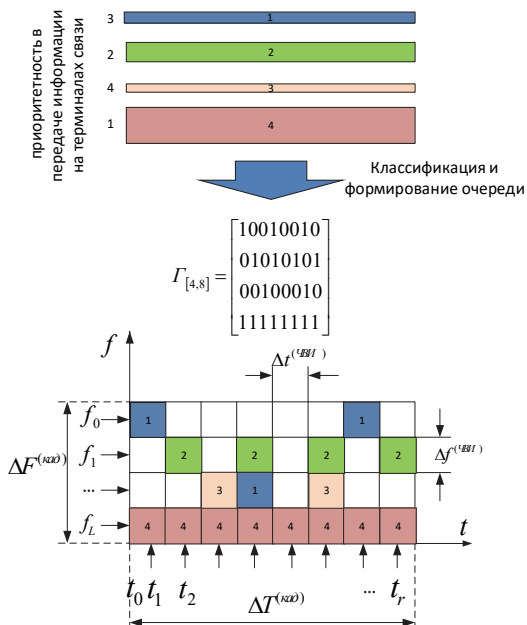 приоритетность в
передаче информации
на терминалах связи
3 1
2 2
4 3
1 4
Классификация и
формирование очереди
Г[4,8] =
10010010
01010101
00100010
11111111
f
Δt(ЧВИ)
f0 1 1
f1 2 2 2 2
... 3 1 3
fL 4 4 4 4 4 4 4 4
ΔF(кад)
Δf(ЧВИ)
t
t0 t1 t2 ... tr
ΔT(кад)